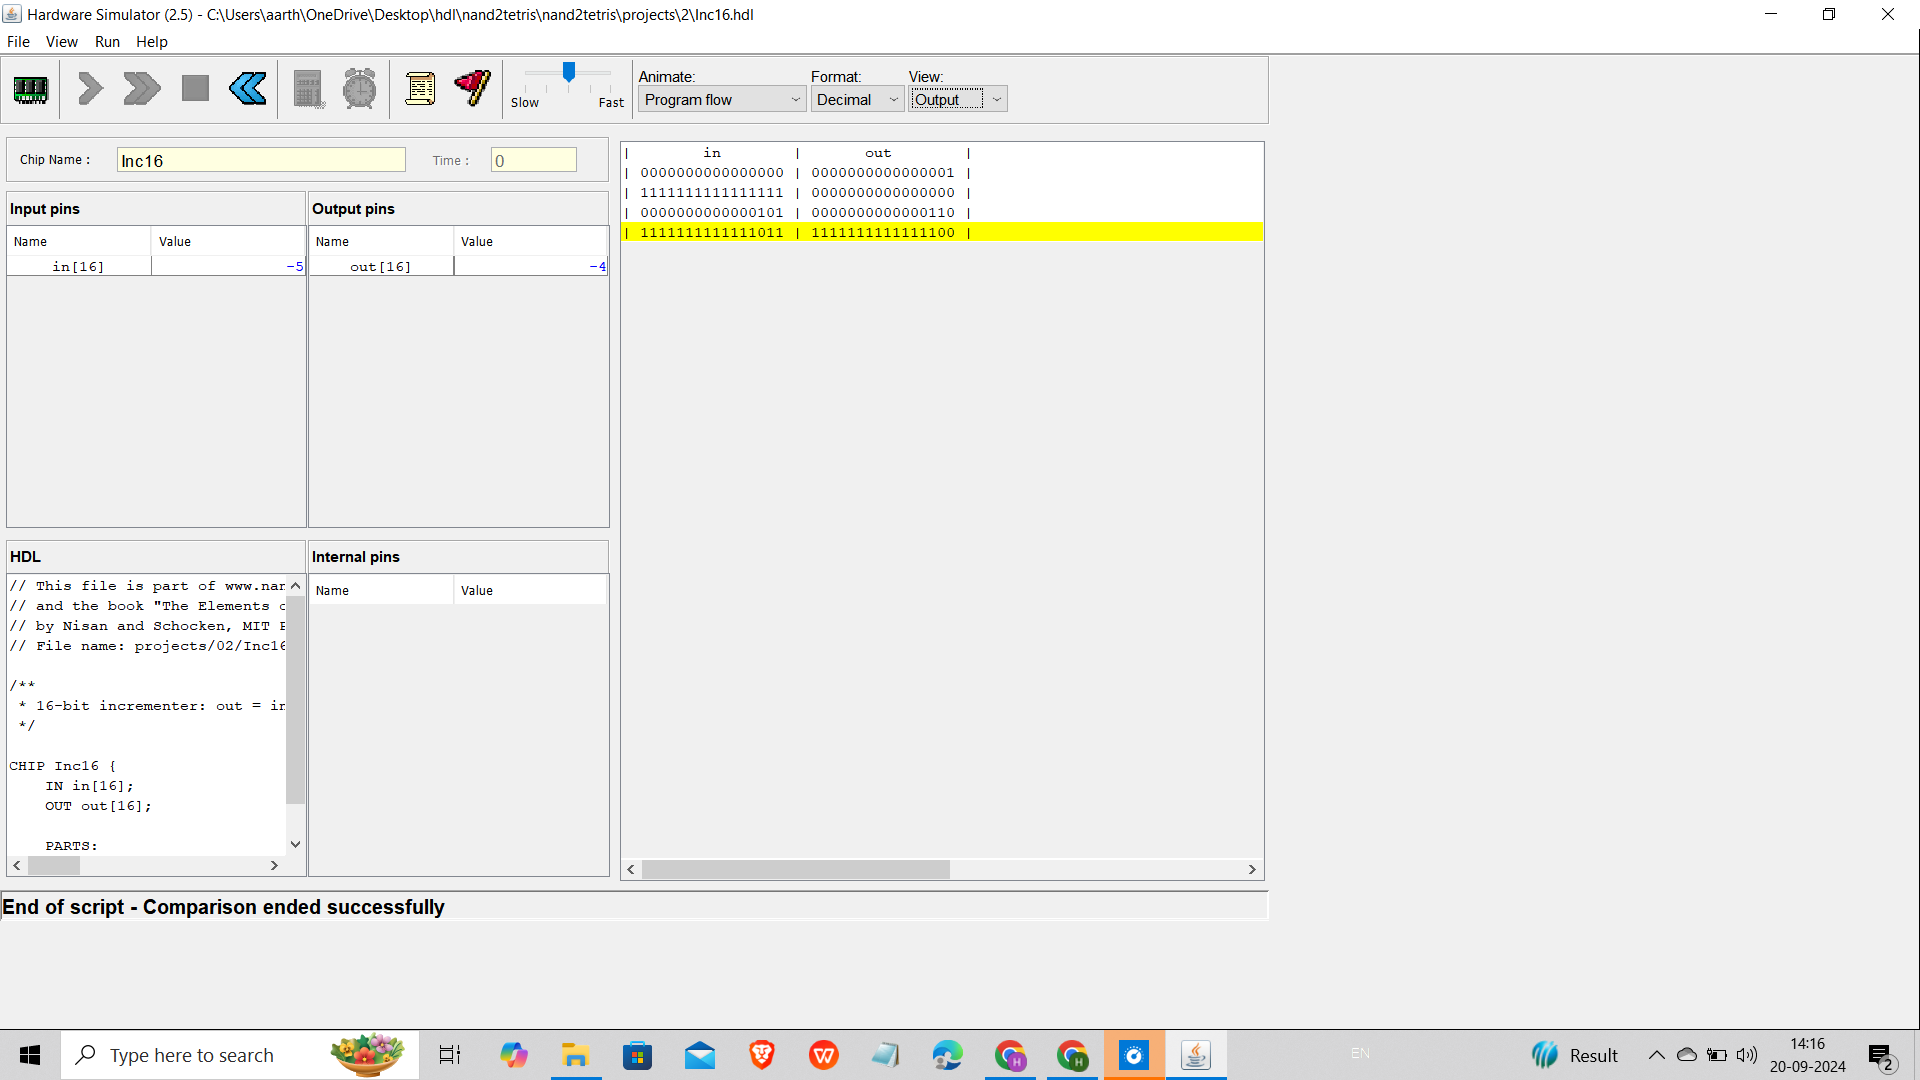 Hardware Simulator (2.5) - C:\Users\aarth\OneDrive\Desktop\hdl\nand2tetris\nand2tetris\projects\2\Inc16.hdl
File View Run Help
Animate: Format: View:
Slow Fast Program flow Decimal Output
Chip Name : Inc16 Time : 0
Input pins Output pins
Name Value Name Value
in[16] -5 out[16] -4
| in | out |
| 0000000000000000 | 0000000000000001 |
| 1111111111111111 | 0000000000000000 |
| 0000000000000101 | 0000000000000110 |
| 1111111111111011 | 1111111111111100 |
HDL Internal pins
Name Value
// This file is part of www.nan
// and the book "The Elements o
// by Nisan and Schocken, MIT P
// File name: projects/02/Inc16
/**
* 16-bit incrementer: out = in
*/
CHIP Inc16 {
IN in[16];
OUT out[16];
PARTS:
End of script - Comparison ended successfully
Type here to search
EN
Result
14:16
20-09-2024
2